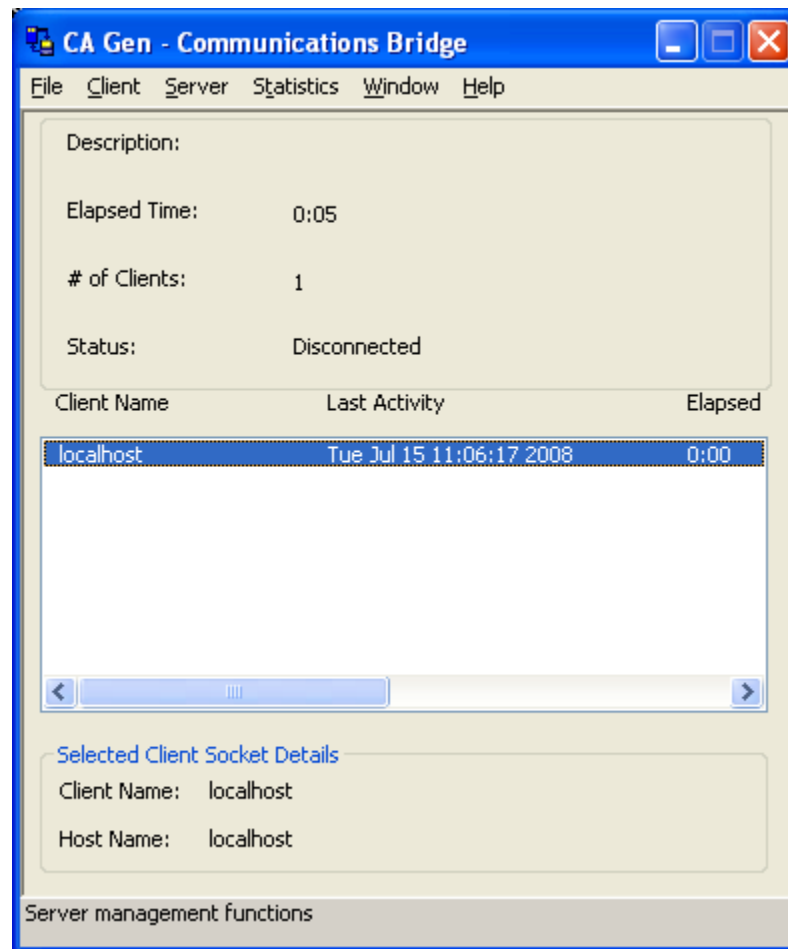 CA Gen - Communications Bridge
File Client Server Statistics Window Help
Description:
Elapsed Time: 0:05
# of Clients: 1
Status: Disconnected
Client Name Last Activity Elapsed
localhost Tue Jul 15 11:06:17 2008 0:00
Selected Client Socket Details
Client Name: localhost
Host Name: localhost
Server management functions